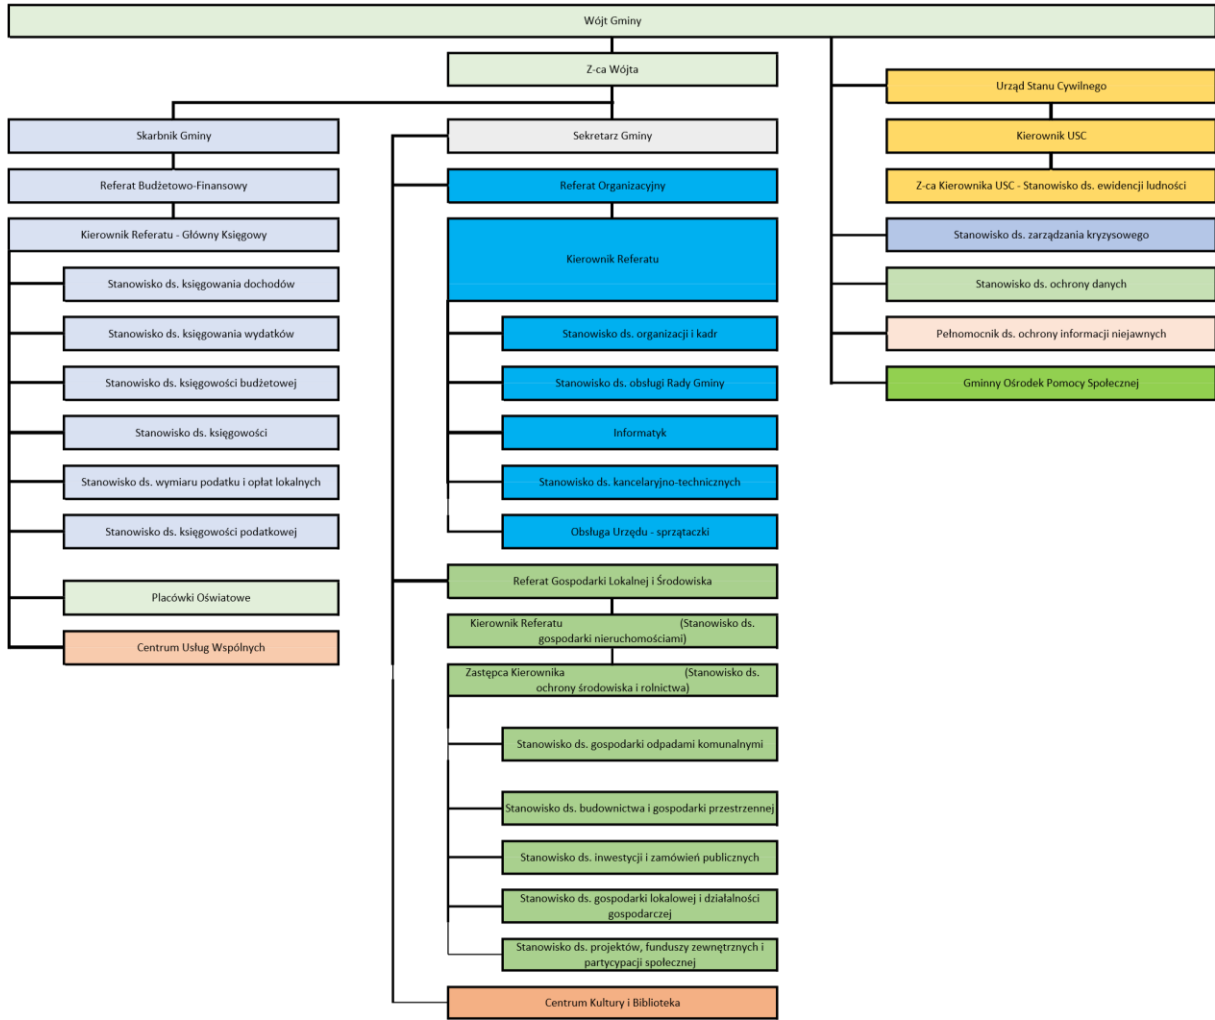 Wójt Gminy
Z-ca Wójta
Skarbnik Gminy
Referat Budżetowo-Finansowy
Kierownik Referatu - Główny Księgowy
Stanowisko ds. księgowania dochodów
Stanowisko ds. księgowania wydatków
Stanowisko ds. księgowości budżetowej
Stanowisko ds. księgowości
Stanowisko ds. wymiaru podatku i opłat lokalnych
Stanowisko ds. księgowości podatkowej
Placówki Oświatowe
Centrum Usług Wspólnych
Sekretarz Gminy
Referat Organizacyjny
Kierownik Referatu
Stanowisko ds. organizacji i kadr
Stanowisko ds. obsługi Rady Gminy
Informatyk
Stanowisko ds. kancelaryjno-technicznych
Obsługa Urzędu - sprzątaczki
Referat Gospodarki Lokalnej i Środowiska
Kierownik Referatu (Stanowisko ds.
gospodarki nieruchomościami)
Zastępca Kierownika (Stanowisko ds.
ochrony środowiska i rolnictwa)
Stanowisko ds. gospodarki odpadami komunalnymi
Stanowisko ds. budownictwa i gospodarki przestrzennej
Stanowisko ds. inwestycji i zamówień publicznych
Stanowisko ds. gospodarki lokalowej i działalności
gospodarczej
Stanowisko ds. projektów, funduszy zewnętrznych i
partycypacji społecznej
Centrum Kultury i Biblioteka
Urząd Stanu Cywilnego
Kierownik USC
Z-ca Kierownika USC - Stanowisko ds. ewidencji ludności
Stanowisko ds. zarządzania kryzysowego
Stanowisko ds. ochrony danych
Pełnomocnik ds. ochrony informacji niejawnych
Gminny Ośrodek Pomocy Społecznej